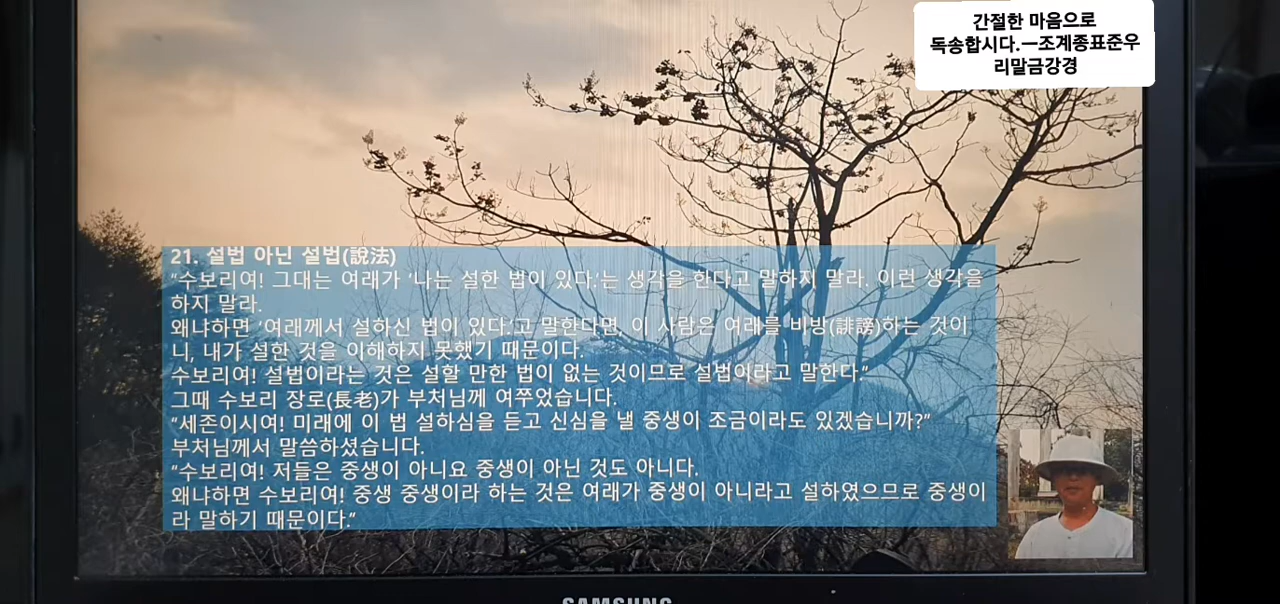 간절한 마음으로
독송합시다.ㅡ조계종표준우
리말금강경
21. 설법 아닌 설법(說法)
"수보리여! 그대는 여래가 '나는 설한 법이 있다.'는 생각을 한다고 말하지 말라. 이런 생각을
하지 말라.
왜냐하면 '여래께서 설하신 법이 있다.'고 말한다면, 이 사람은 여래를 비방(誹謗)하는 것이
니, 내가 설한 것을 이해하지 못했기 때문이다.
수보리여! 설법이라는 것은 설할 만한 법이 없는 것이므로 설법이라고 말한다."
그때 수보리 장로(長老)가 부처님께 여쭈었습니다.
"세존이시여! 미래에 이 법 설하심을 듣고 신심을 낼 중생이 조금이라도 있겠습니까?"
부처님께서 말씀하셨습니다.
"수보리여! 저들은 중생이 아니요 중생이 아닌 것도 아니다.
왜냐하면 수보리여! 중생 중생이라 하는 것은 여래가 중생이 아니라고 설하였으므로 중생이
라 말하기 때문이다."
SAMSUNG